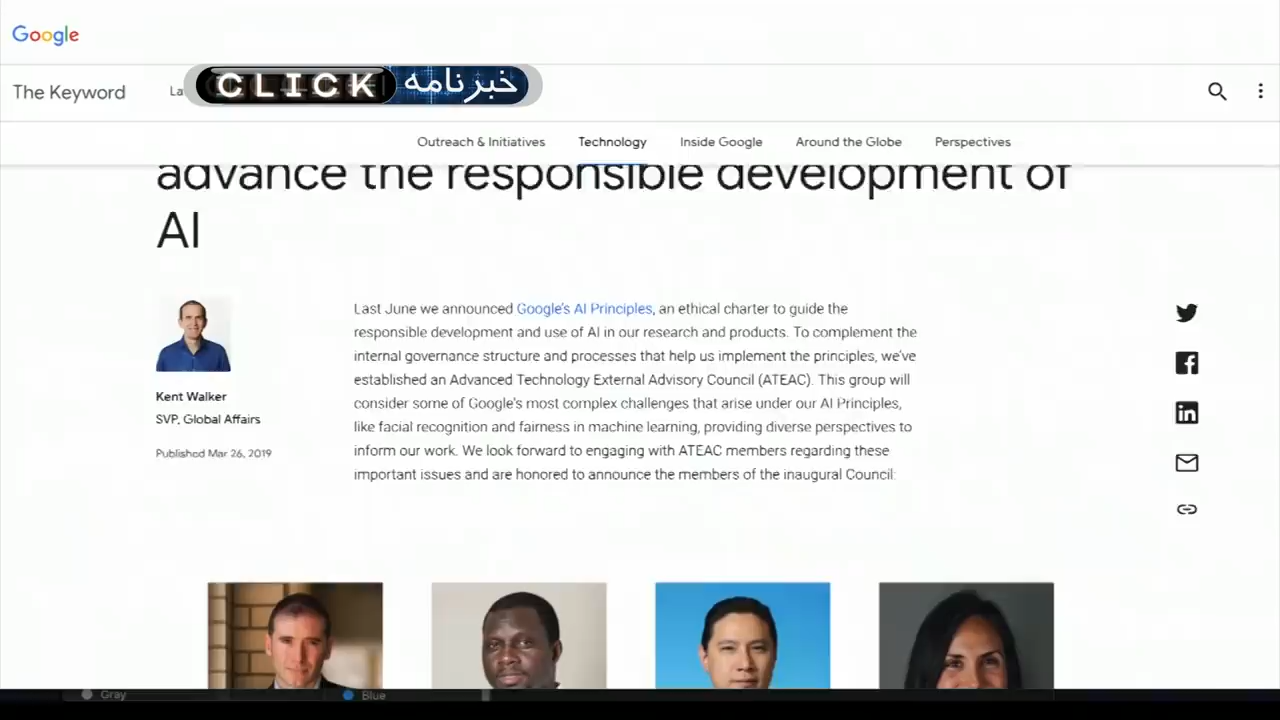 Google
The Keyword
La
CLICK خبرنامه
Outreach & Initiatives Technology Inside Google Around the Globe Perspectives
advance the responsible development of
AI
Last June we announced Google's AI Principles, an ethical charter to guide the
responsible development and use of AI in our research and products. To complement the
internal governance structure and processes that help us implement the principles, we've
established an Advanced Technology External Advisory Council (ATEAC). This group will
consider some of Google's most complex challenges that arise under our AI Principles,
like facial recognition and fairness in machine learning, providing diverse perspectives to
inform our work. We look forward to engaging with ATEAC members regarding these
important issues and are honored to announce the members of the inaugural Council:
Kent Walker
SVP, Global Affairs
Published Mar 26, 2019
Gray Blue